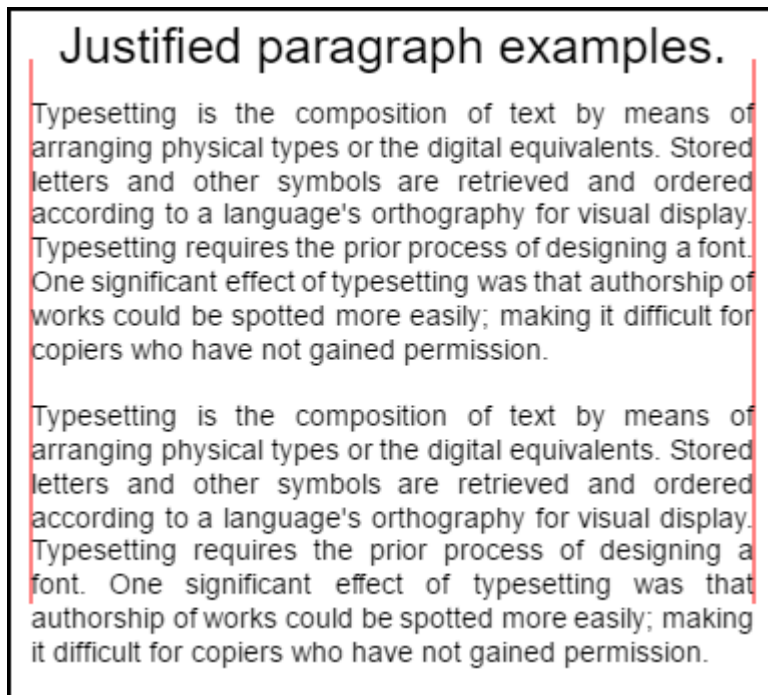 Justified paragraph examples.
Typesetting is the composition of text by means of
arranging physical types or the digital equivalents. Stored
letters and other symbols are retrieved and ordered
according to a language's orthography for visual display.
Typesetting requires the prior process of designing a font.
One significant effect of typesetting was that authorship of
works could be spotted more easily; making it difficult for
copiers who have not gained permission.
Typesetting is the composition of text by means of
arranging physical types or the digital equivalents. Stored
letters and other symbols are retrieved and ordered
according to a language's orthography for visual display.
Typesetting requires the prior process of designing a
font. One significant effect of typesetting was that
authorship of works could be spotted more easily; making
it difficult for copiers who have not gained permission.